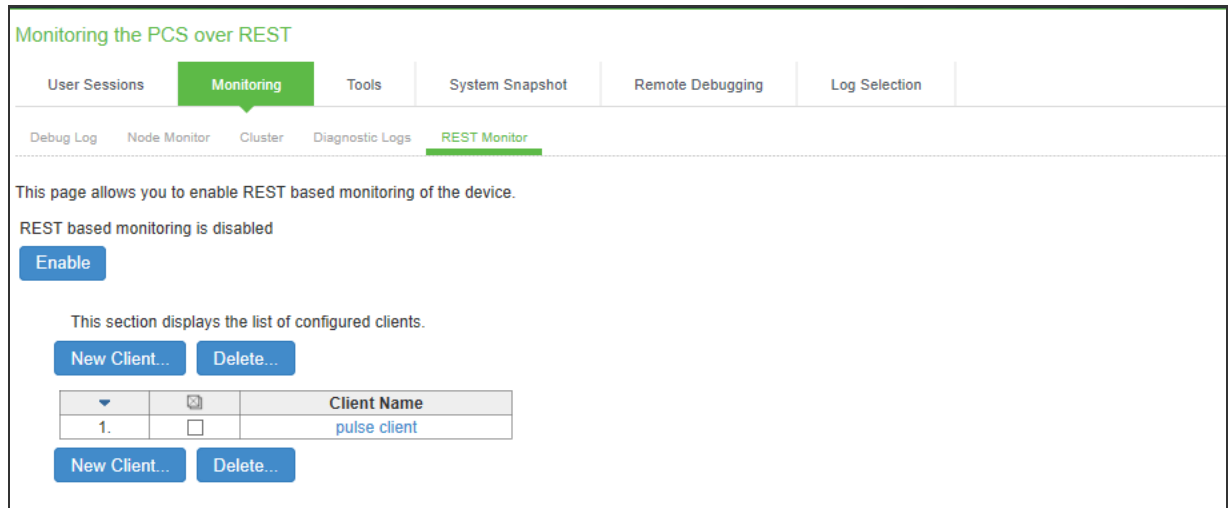 Monitoring the PCS over REST
User Sessions Monitoring Tools System Snapshot Remote Debugging Log Selection
Debug Log Node Monitor Cluster Diagnostic Logs REST Monitor
This page allows you to enable REST based monitoring of the device.
REST based monitoring is disabled
Enable
This section displays the list of configured clients.
New Client... Delete...
Client Name
1. pulse client
New Client... Delete...